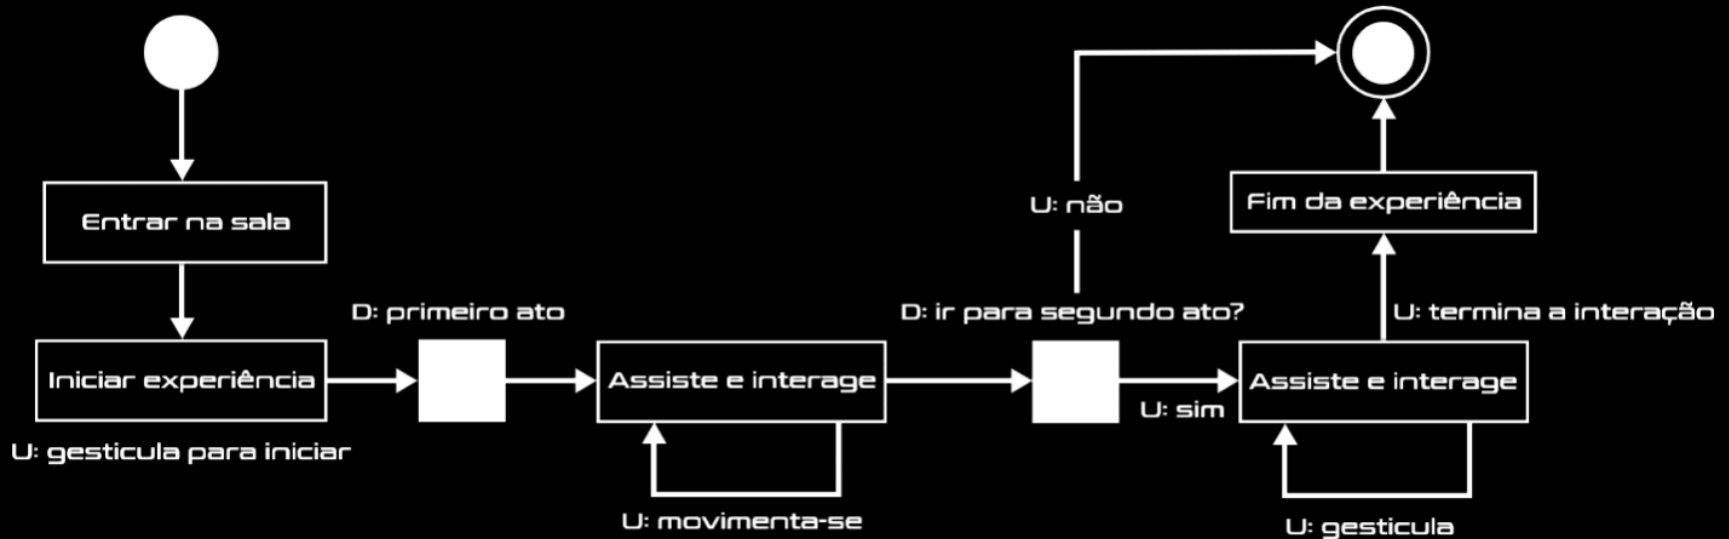 Entrar na sala
Iniciar experiência
U: gesticula para iniciar
D: primeiro ato
Assiste e interage
U: movimenta-se
D: ir para segundo ato?
U: não
U: sim
Assiste e interage
U: gesticula
U: termina a interação
Fim da experiência